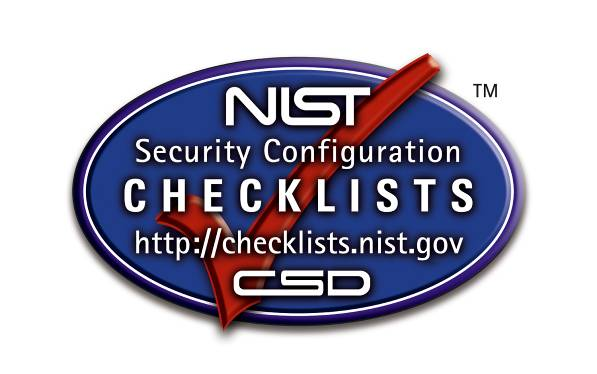 NIST
™
Security Configuration
CHECKLISTS
http://checklists.nist.gov
CSD